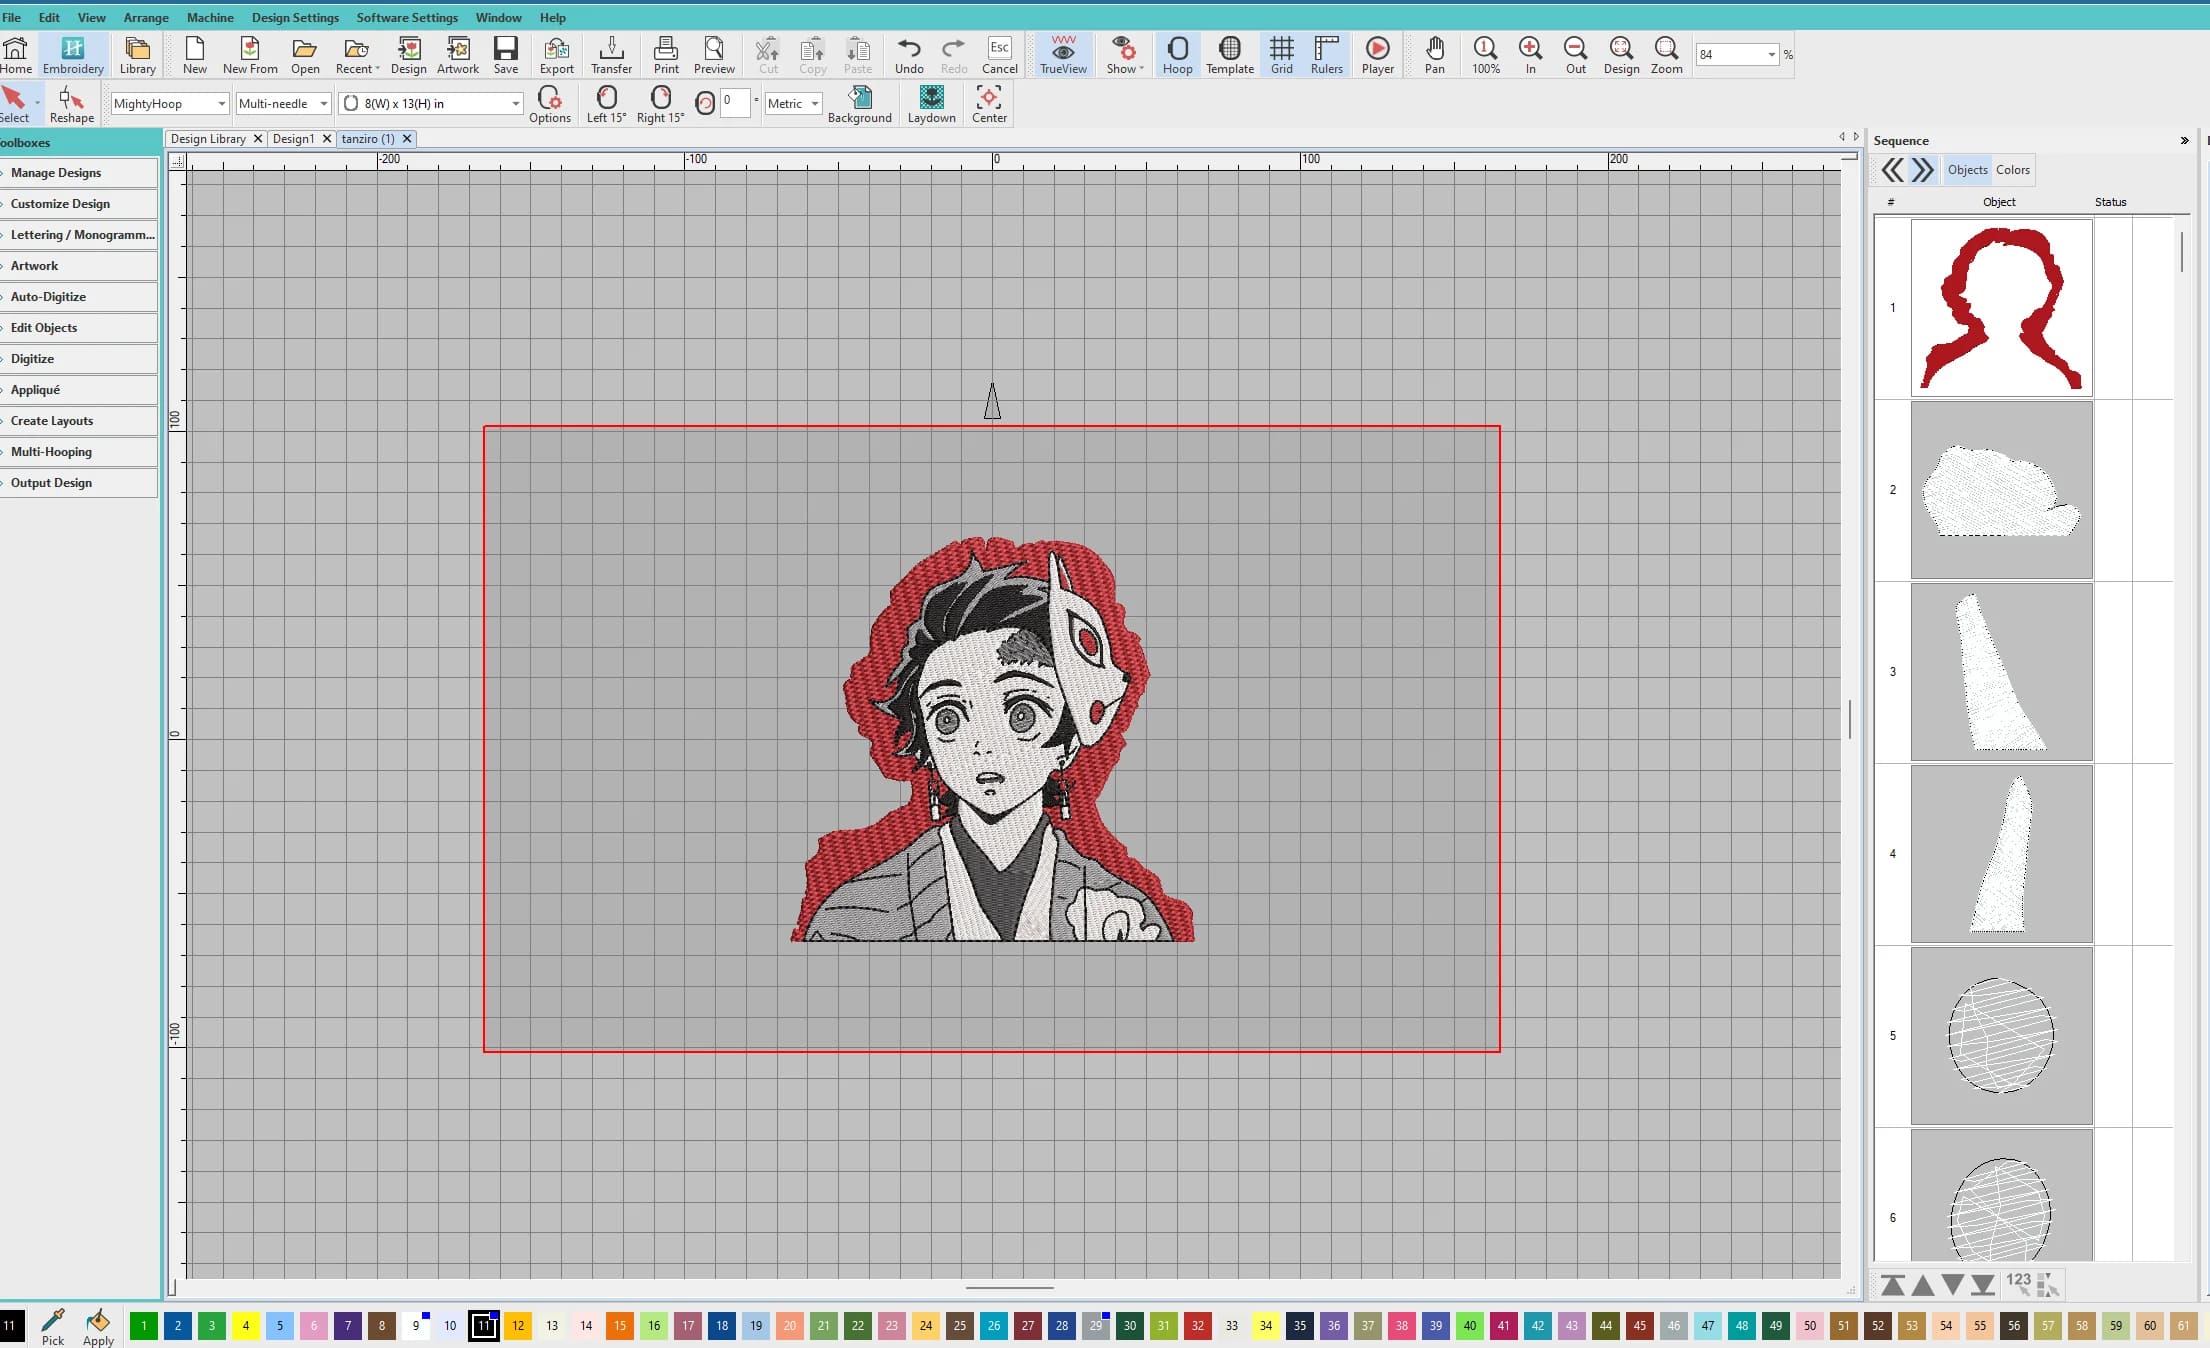 File Edit View Arrange Machine Design Settings Software Settings Window Help
Home Embroidery Library New New From Open Recent Design Artwork Save Export Transfer Print Preview Cut Copy Paste Undo Redo Esc Cancel TrueView Show Hoop Template Grid Rulers Player Pan 1 100% In Out Design Zoom 84 %
Select Reshape MightyHoop Multi-needle 8(W) x 13(H) in Options Left 15° Right 15° 0 ° Metric Background Laydown Center
oolboxes
Design Library Design1 tanziro (1)
Sequence
-200 -100 0 100 200
Manage Designs
Customize Design
Lettering / Monogramm...
Artwork
Auto-Digitize
Edit Objects
Digitize
Appliqué
Create Layouts
Multi-Hooping
Output Design
100
0
-100
Objects Colors
# Object Status
1
2
3
4
5
6
123
11 Pick Apply 1 2 3 4 5 6 7 8 9 10 11 12 13 14 15 16 17 18 19 20 21 22 23 24 25 26 27 28 29 30 31 32 33 34 35 36 37 38 39 40 41 42 43 44 45 46 47 48 49 50 51 52 53 54 55 56 57 58 59 60 61